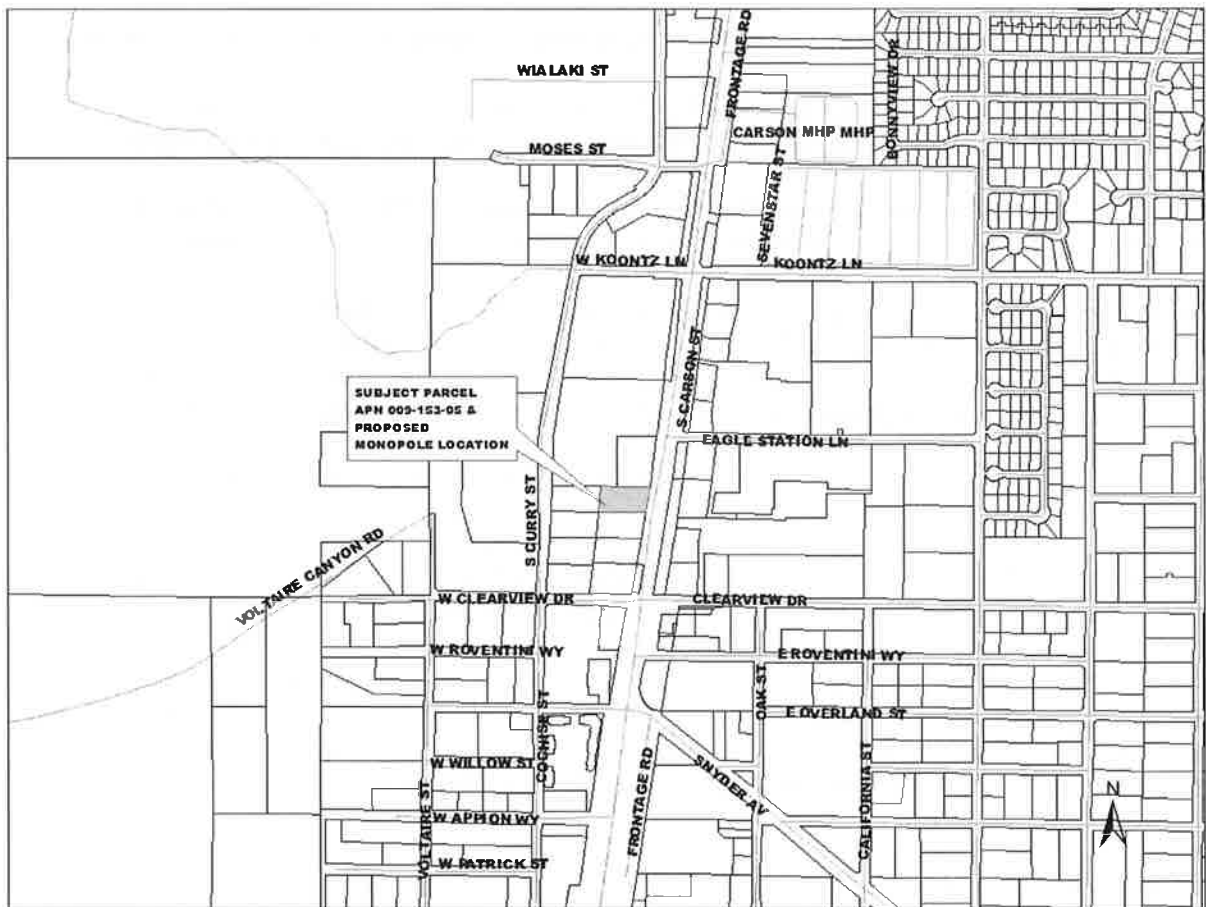 WIALAKI ST
FRONTAGE RD
BONNYVIEW DR
CARSON MHP MHP
MOSES ST
SEVENSTAR ST
W KOONTZ LN
KOONTZ LN
S CARSON ST
SUBJECT PARCEL
APN 009-153-05 &
PROPOSED
MONOPOLE LOCATION
EAGLE STATION LN
S CURRY ST
VOLTAIRE CANYON RD
W CLEARVIEW DR
CLEARVIEW DR
W ROVENTINI WY
E ROVENTINI WY
OAK ST
E OVERLAND ST
COCHISE ST
W WILLOW ST
SNYDER AV
FRONTAGE RD
CALIFORNIA ST
N
VOLTAIRE ST
W APPION WY
W PATRICK ST